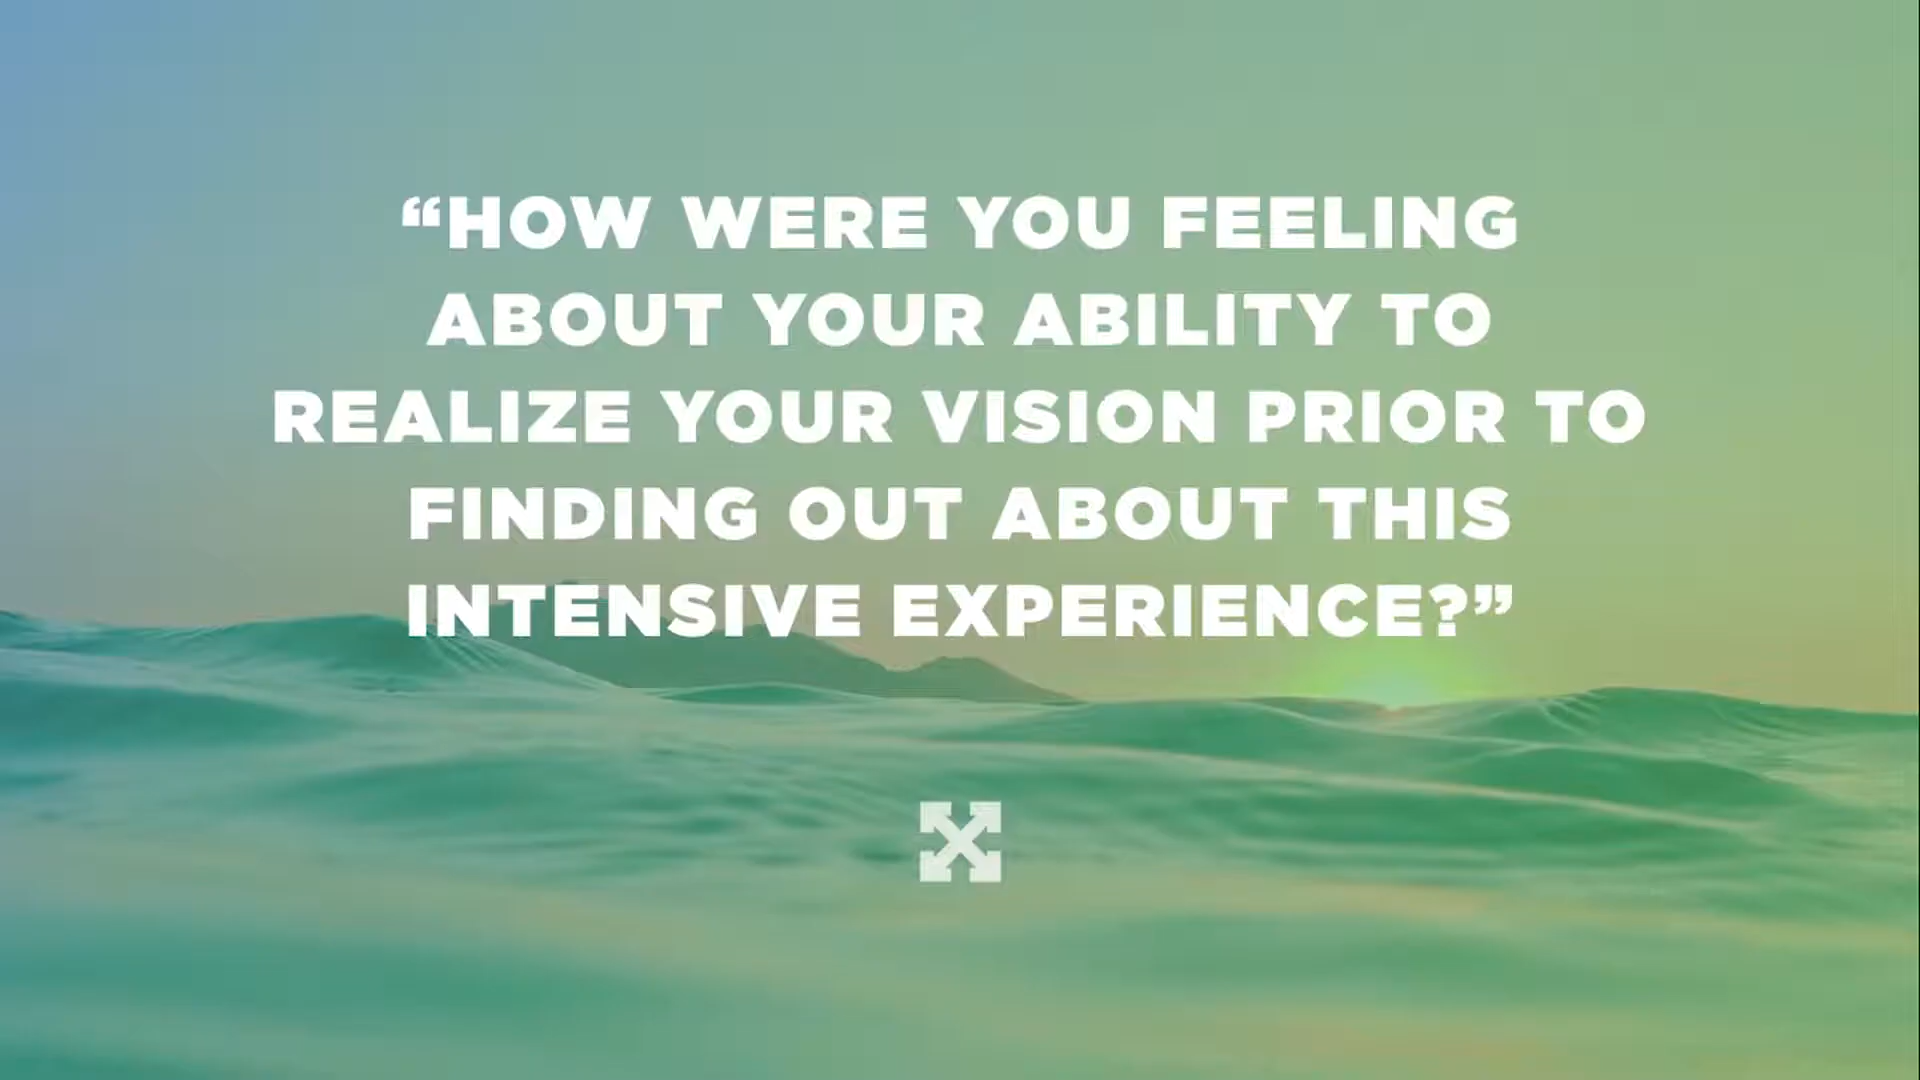 “HOW WERE YOU FEELING
ABOUT YOUR ABILITY TO
REALIZE YOUR VISION PRIOR TO
FINDING OUT ABOUT THIS
INTENSIVE EXPERIENCE?”